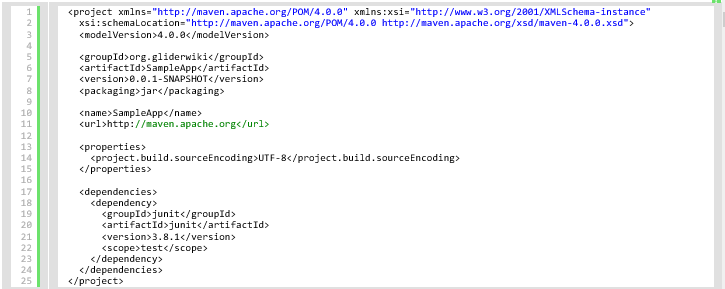 1 <project xmlns="http://maven.apache.org/POM/4.0.0" xmlns:xsi="http://www.w3.org/2001/XMLSchema-instance"
2   xsi:schemaLocation="http://maven.apache.org/POM/4.0.0 http://maven.apache.org/xsd/maven-4.0.0.xsd">
3   <modelVersion>4.0.0</modelVersion>
4
5   <groupId>org.gliderwiki</groupId>
6   <artifactId>SampleApp</artifactId>
7   <version>0.0.1-SNAPSHOT</version>
8   <packaging>jar</packaging>
9
10   <name>SampleApp</name>
11   <url>http://maven.apache.org</url>
12
13   <properties>
14     <project.build.sourceEncoding>UTF-8</project.build.sourceEncoding>
15   </properties>
16
17   <dependencies>
18     <dependency>
19       <groupId>junit</groupId>
20       <artifactId>junit</artifactId>
21       <version>3.8.1</version>
22       <scope>test</scope>
23     </dependency>
24   </dependencies>
25 </project>